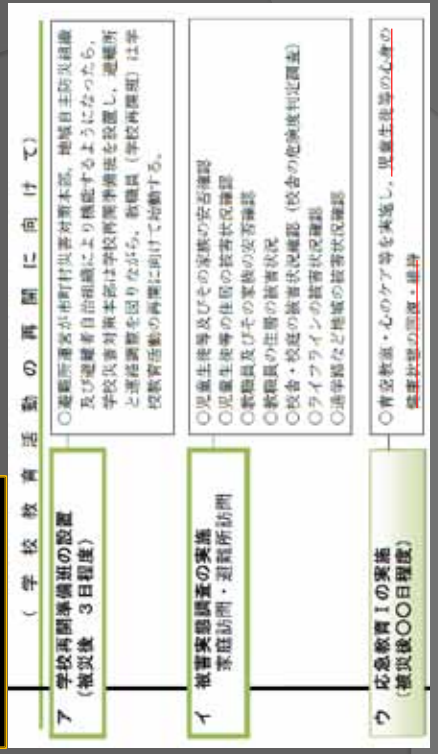 (学校教育活動の再開に向けて)
ア 学校再開準備班の設置
(被災後 3日程度)
○避難所運営が市町村災害対策本部、地域自主防災組織
及び避難者自治組織により機能するようになったら、
学校災害対策本部は学校再開準備班を設置し、避難所
と連絡調整を図りながら、教職員(学校再開班)は学
校教育活動の再開に向けて始動する。
イ 被害実態調査の実施
家庭訪問・避難所訪問
○児童生徒等及びその家族の安否確認
○児童生徒等の住居の被害状況確認
○教職員及びその家族の安否確認
○教職員の住居の被害状況
○校舎・校庭の被害状況確認(校舎の危険度判定調査)
○ライフラインの被害状況確認
○通学路など地域の被害状況確認
ウ 応急教育Ⅰの実施
(被災後〇〇日程度)
○青空教室・心のケア等を実施し、児童生徒等の心身の
健康状態の回復・維持